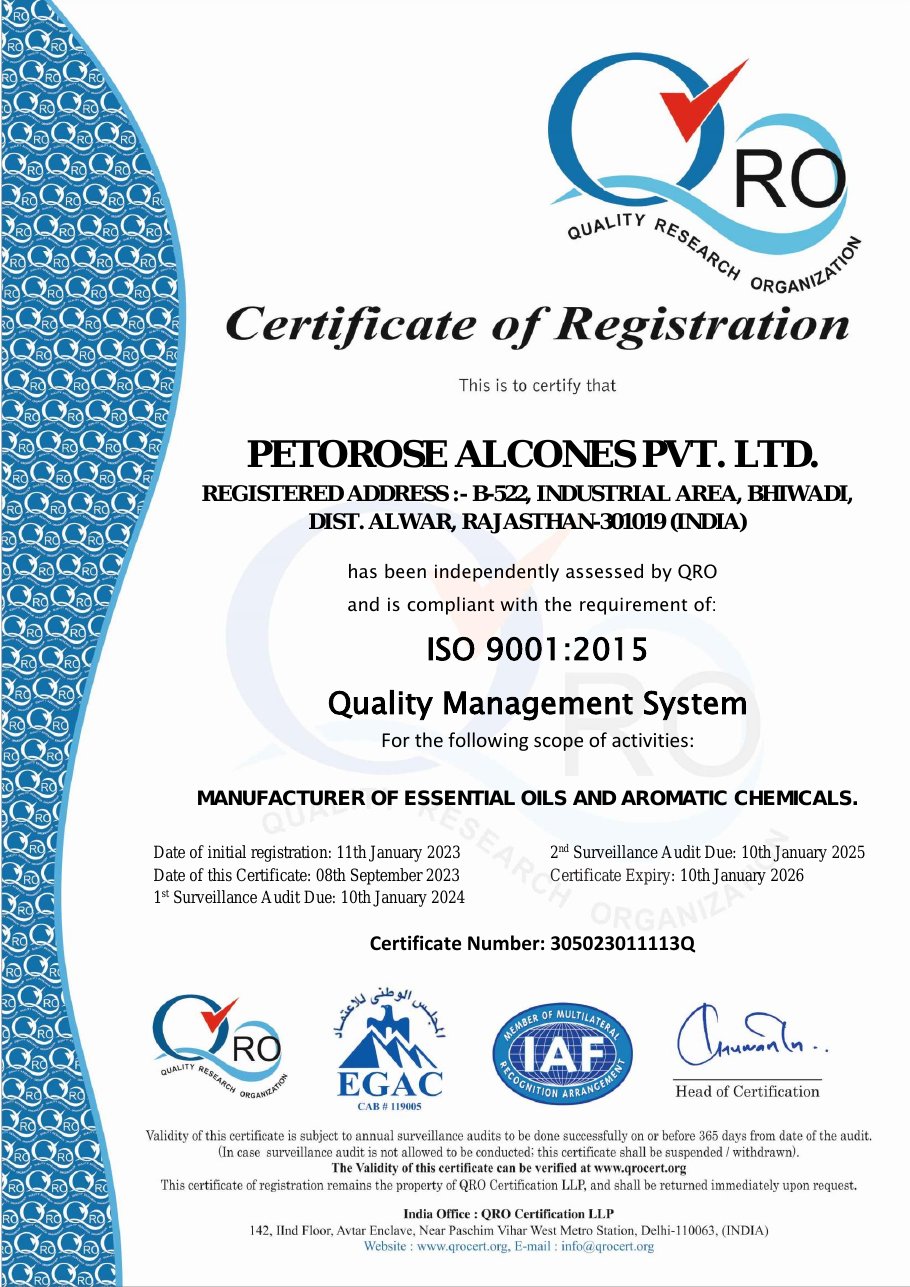 QRO
QUALITY RESEARCH ORGANIZATION
Certificate of Registration
This is to certify that
PETOROSE ALCONES PVT. LTD.
REGISTERED ADDRESS :- B-522, INDUSTRIAL AREA, BHIWADI,
DIST. ALWAR, RAJASTHAN-301019 (INDIA)
has been independently assessed by QRO
and is compliant with the requirement of:
ISO 9001:2015
Quality Management System
For the following scope of activities:
MANUFACTURER OF ESSENTIAL OILS AND AROMATIC CHEMICALS.
Date of initial registration: 11th January 2023
Date of this Certificate: 08th September 2023
1st Surveillance Audit Due: 10th January 2024
2nd Surveillance Audit Due: 10th January 2025
Certificate Expiry: 10th January 2026
Certificate Number: 305023011113Q
QRO
QUALITY RESEARCH ORGANIZATION
المجلس الوطنى للاعتماد
EGAC
CAB # 119005
MEMBER OF MULTILATERAL
IAF
RECOGNITION ARRANGEMENT
Head of Certification
Validity of this certificate is subject to annual surveillance audits to be done successfully on or before 365 days from date of the audit.
(In case surveillance audit is not allowed to be conducted; this certificate shall be suspended / withdrawn).
The Validity of this certificate can be verified at www.qrocert.org
This certificate of registration remains the property of QRO Certification LLP, and shall be returned immediately upon request.
India Office : QRO Certification LLP
142, IInd Floor, Avtar Enclave, Near Paschim Vihar West Metro Station, Delhi-110063, (INDIA)
Website : www.qrocert.org, E-mail : info@qrocert.org